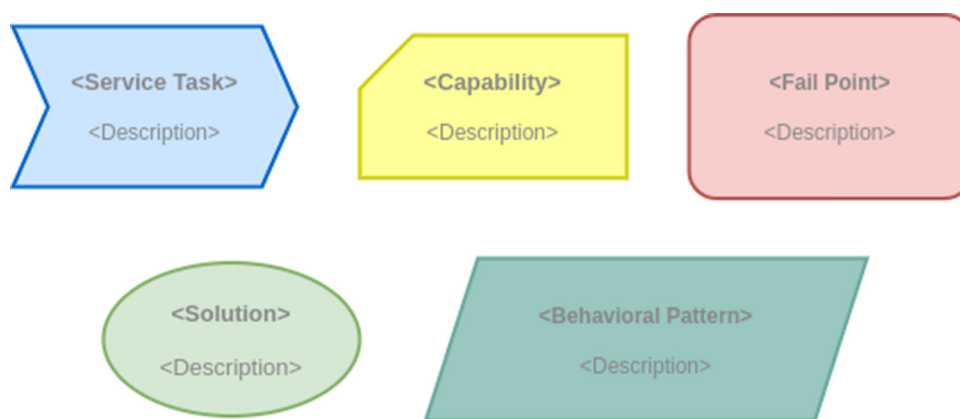 <Service Task>
<Description>
<Capability>
<Description>
<Fail Point>
<Description>
<Solution>
<Description>
<Behavioral Pattern>
<Description>